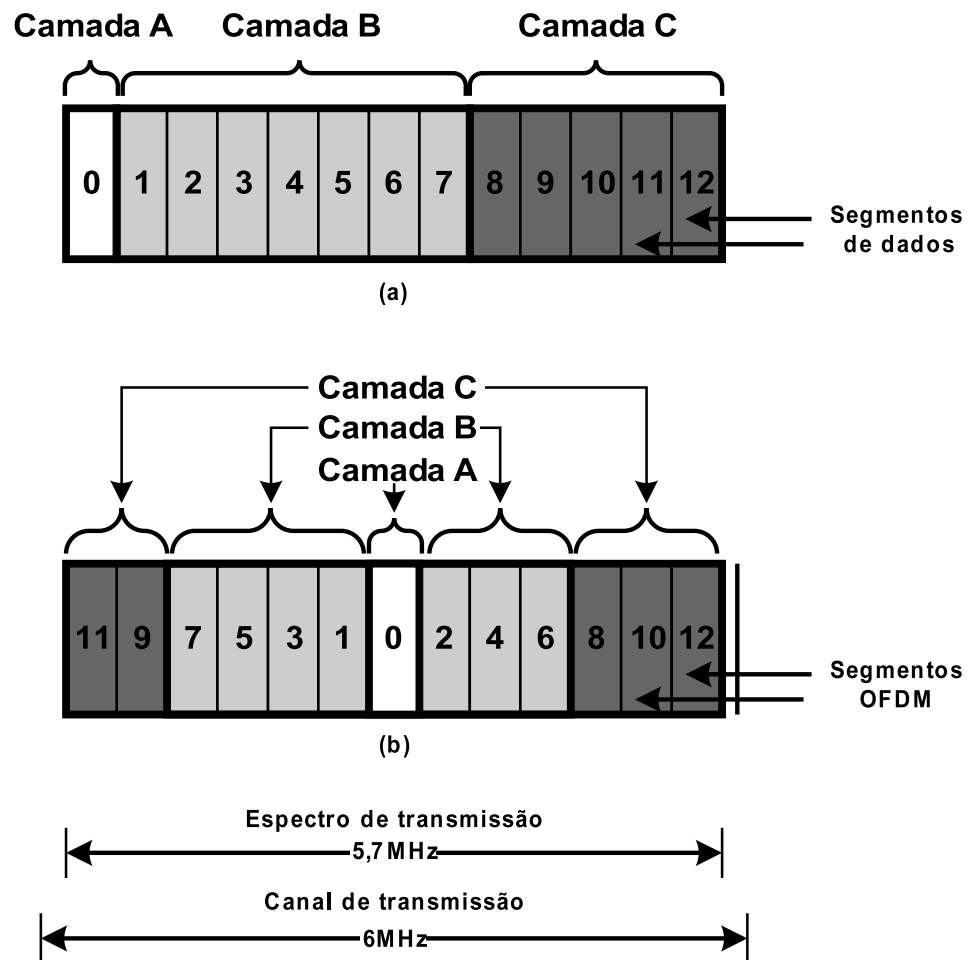 Camada A Camada B Camada C
0 1 2 3 4 5 6 7 8 9 10 11 12
Segmentos
de dados
(a)
Camada C
Camada B
Camada A
11 9 7 5 3 1 0 2 4 6 8 10 12
Segmentos
OFDM
(b)
Espectro de transmissão
5,7MHz
Canal de transmissão
6MHz